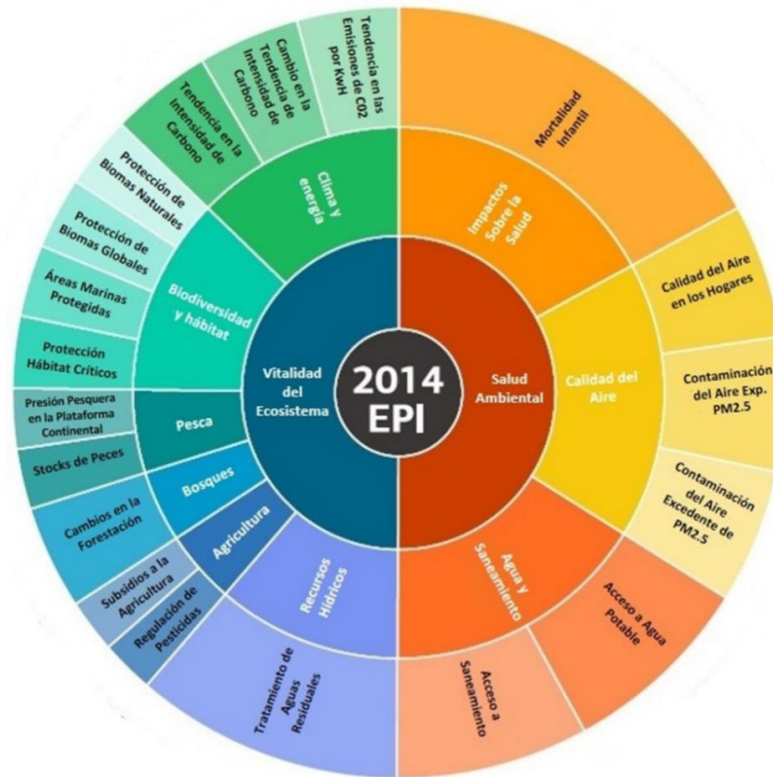 2014
EPI
Vitalidad
del
Ecosistema
Salud
Ambiental
Clima y
energía
Biodiversidad
y hábitat
Pesca
Bosques
Agricultura
Recursos
Hídricos
Impactos
Sobre la
Salud
Calidad del
Aire
Agua y
Saneamiento
Tendencia en las
Emisiones de C02
por KwH
Cambio en la
Tendencia de
Intensidad de
Carbono
Tendencia en la
Intensidad de
Carbono
Protección de
Biomas Naturales
Protección de
Biomas Globales
Áreas Marinas
Protegidas
Protección
Hábitat Críticos
Presión Pesquera
en la Plataforma
Continental
Stocks de Peces
Cambios en la
Forestación
Subsidios a la
Agricultura
Regulación de
Pesticidas
Tratamiento de
Aguas
Residuales
Mortalidad
Infantil
Calidad del Aire
en los Hogares
Contaminación
del Aire Exp.
PM2.5
Contaminación
del Aire
Excedente de
PM2.5
Acceso a Agua
Potable
Acceso a
Saneamiento